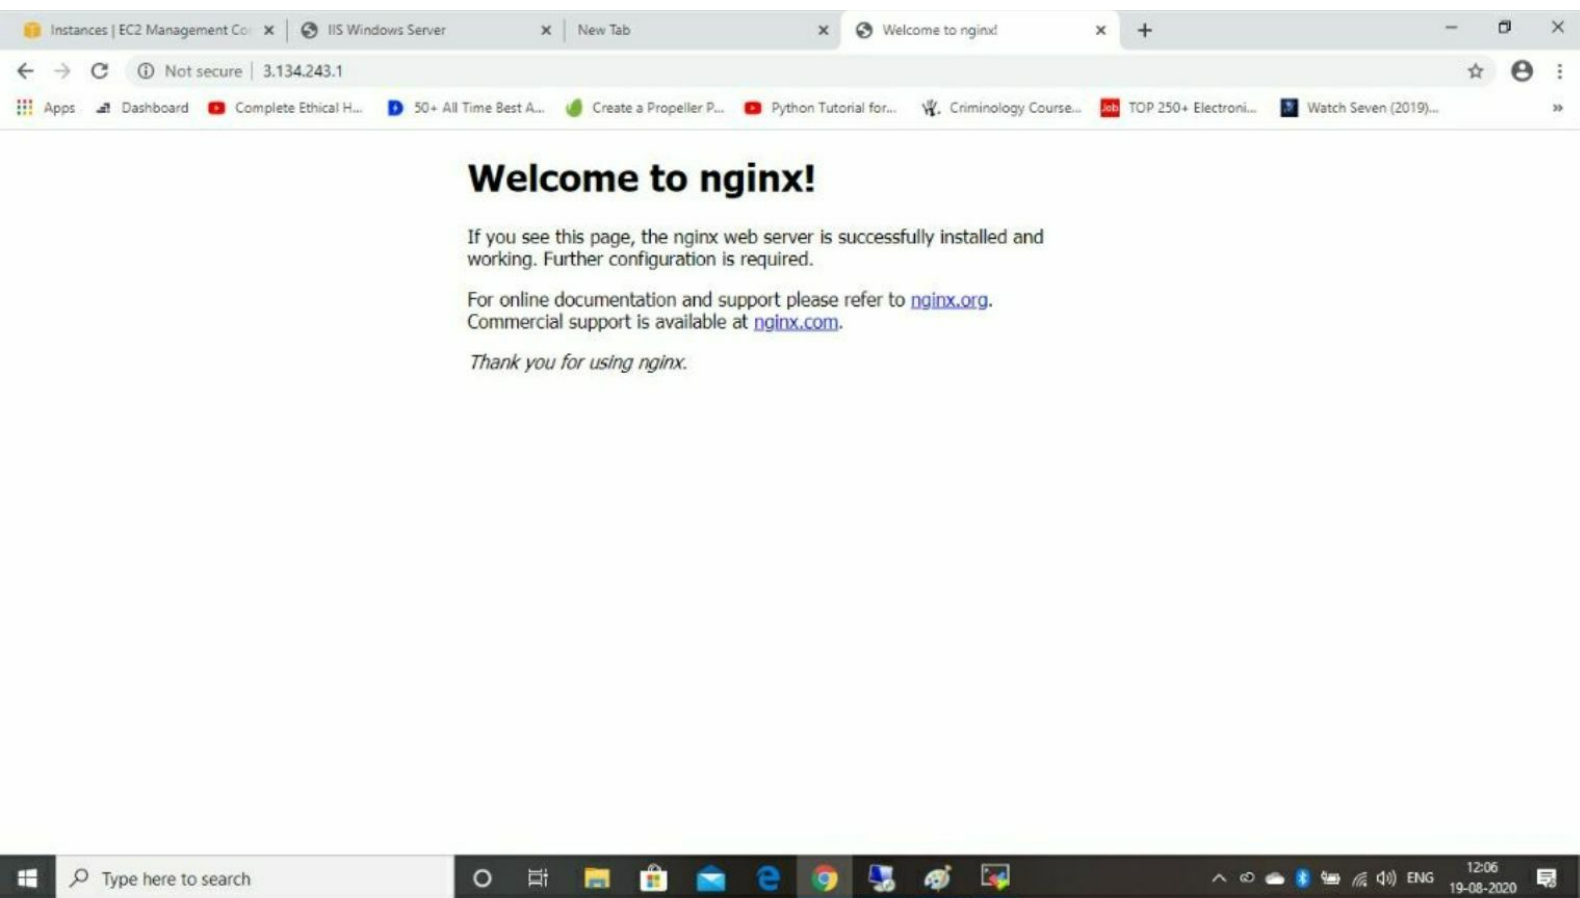 Instances | EC2 Management Co
IIS Windows Server
New Tab
Welcome to nginx!
Not secure | 3.134.243.1
Apps
Dashboard
Complete Ethical H...
50+ All Time Best A...
Create a Propeller P...
Python Tutorial for...
Criminology Course...
Job
TOP 250+ Electroni...
Watch Seven (2019)...
Welcome to nginx!
If you see this page, the nginx web server is successfully installed and
working. Further configuration is required.
For online documentation and support please refer to nginx.org.
Commercial support is available at nginx.com.
Thank you for using nginx.
Type here to search
ENG
12:06
19-08-2020